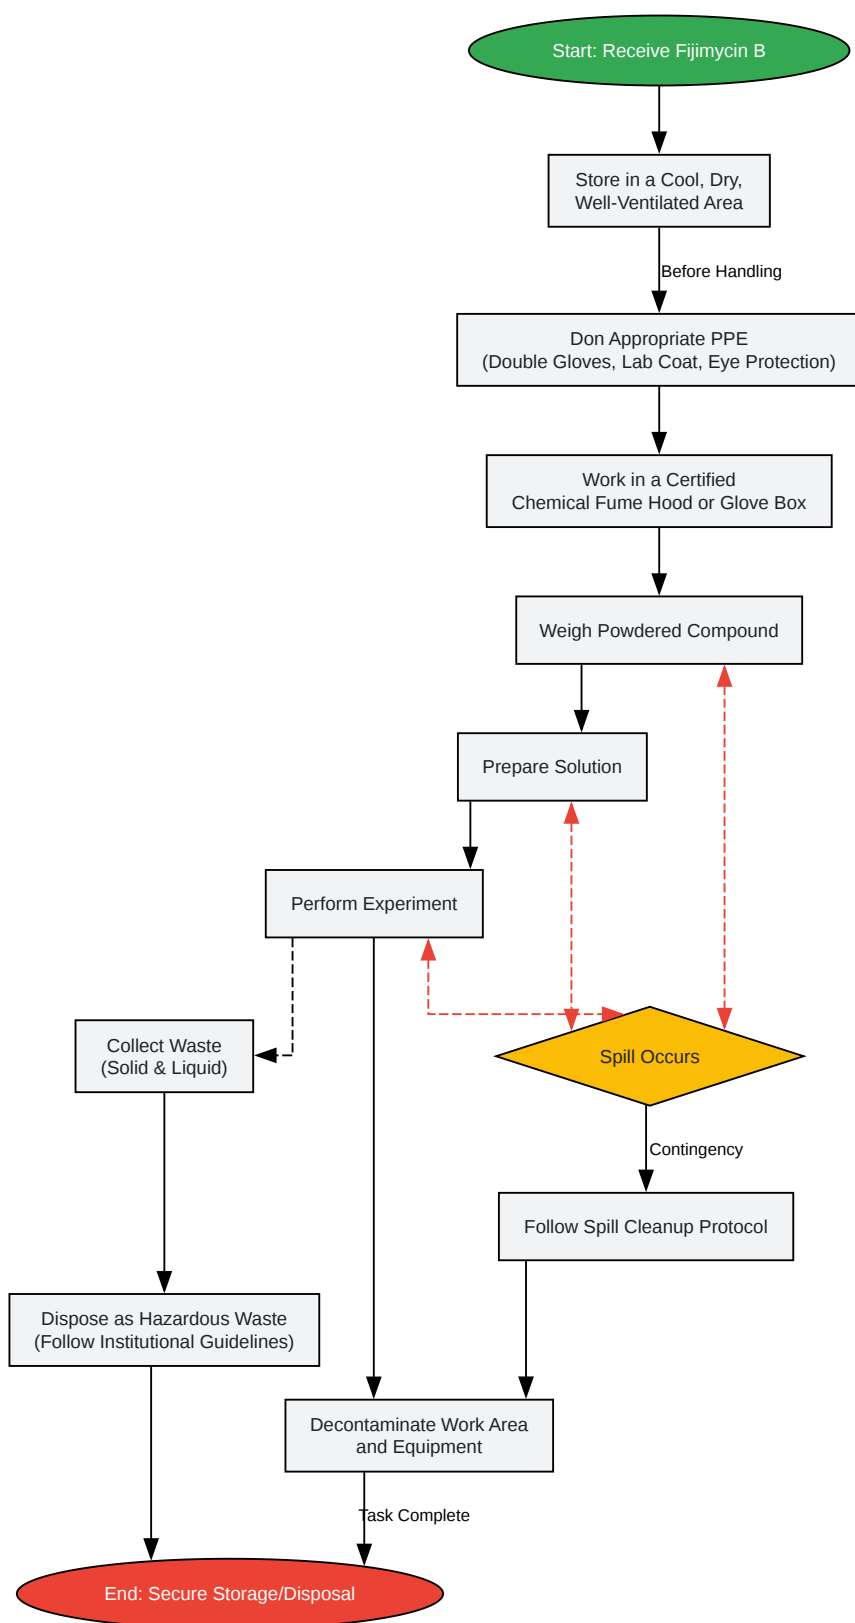 Start: Receive Fijimycin B
Store in a Cool, Dry,
Well-Ventilated Area
Before Handling
Don Appropriate PPE
(Double Gloves, Lab Coat, Eye Protection)
Work in a Certified
Chemical Fume Hood or Glove Box
Weigh Powdered Compound
Prepare Solution
Perform Experiment
Collect Waste
(Solid & Liquid)
Spill Occurs
Contingency
Follow Spill Cleanup Protocol
Dispose as Hazardous Waste
(Follow Institutional Guidelines)
Decontaminate Work Area
and Equipment
Task Complete
End: Secure Storage/Disposal